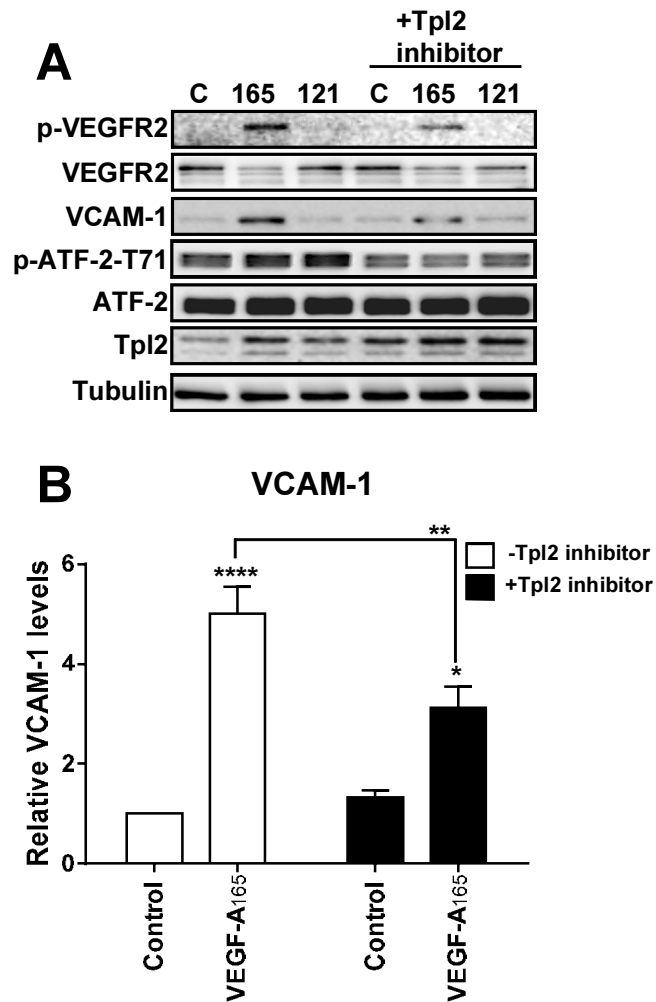 A
+Tpl2
inhibitor
C 165 121 C 165 121
p-VEGFR2
VEGFR2
VCAM-1
p-ATF-2-T71
ATF-2
Tpl2
Tubulin
B
VCAM-1
**
-Tpl2 inhibitor
+Tpl2 inhibitor
****
*
Relative VCAM-1 levels
6
4
2
0
Control
VEGF-A165
Control
VEGF-A165